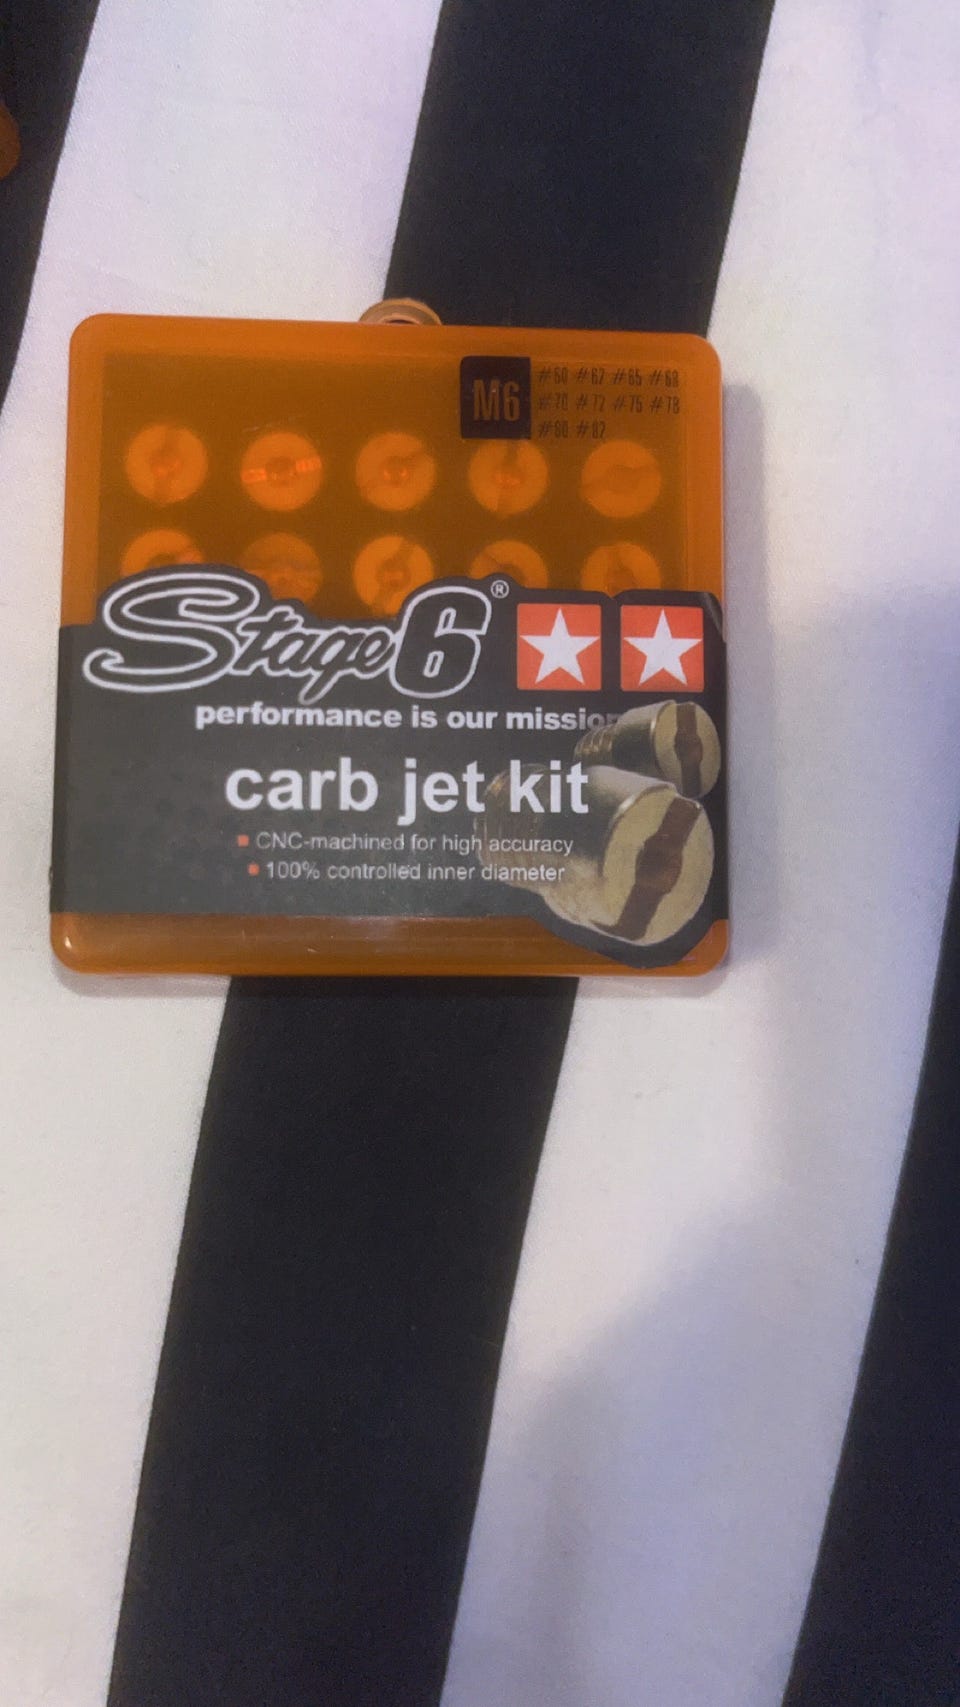 M6
#60 #62 #65 #68
#70 #72 #75 #78
#80 #82
Stage6®
performance is our mission
carb jet kit
CNC-machined for high accuracy
100% controlled inner diameter